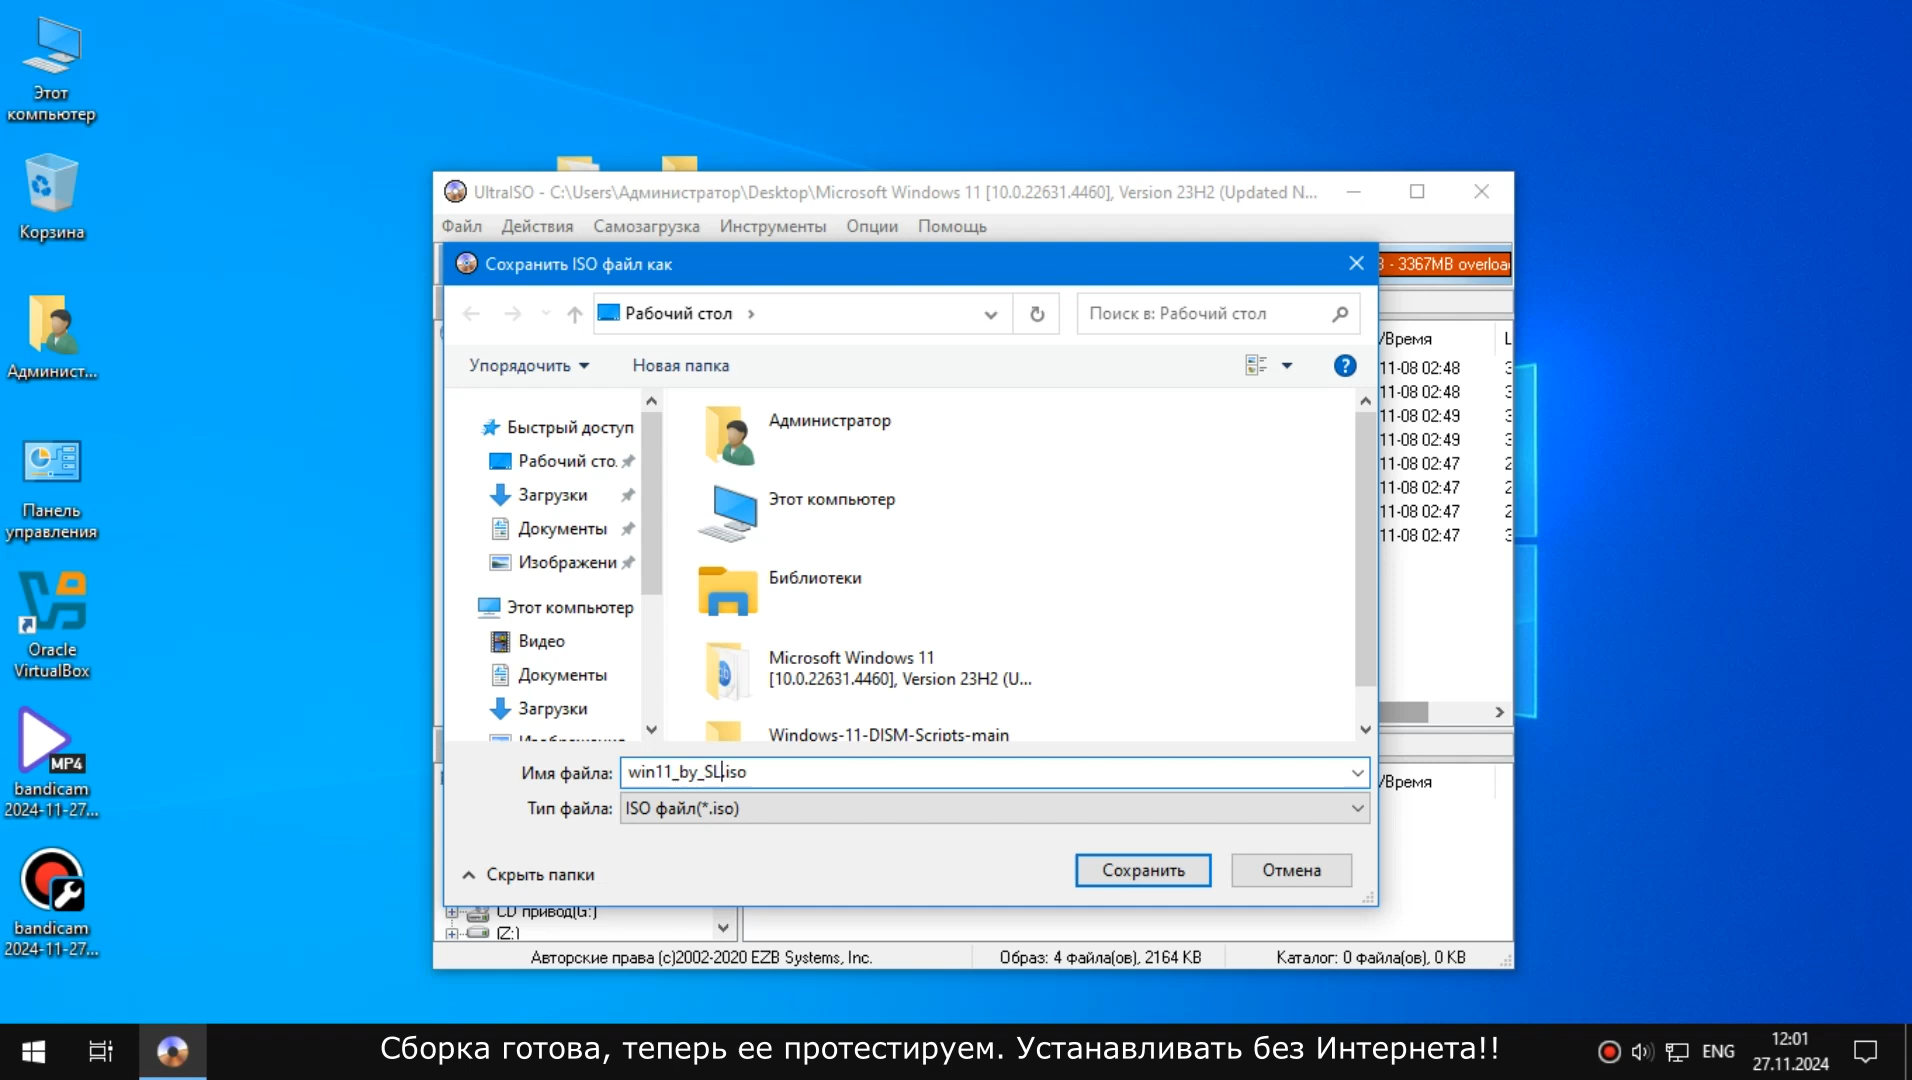 Этот
компьютер
Корзина
Админист...
Панель
управления
Oracle
VirtualBox
MP4
bandicam
2024-11-27...
bandicam
2024-11-27...
UltraISO - C:\Users\Администратор\Desktop\Microsoft Windows 11 [10.0.22631.4460], Version 23H2 (Updated N...
Файл Действия Самозагрузка Инструменты Опции Помощь
- 3367MB overloa
Сохранить ISO файл как
Рабочий стол
Поиск в: Рабочий стол
Упорядочить
Новая папка
?
Быстрый доступ
Рабочий сто.
Загрузки
Документы
Изображени
Этот компьютер
Видео
Документы
Загрузки
Администратор
Этот компьютер
Библиотеки
Microsoft Windows 11
[10.0.22631.4460], Version 23H2 (U...
Windows-11-DISM-Scripts-main
/Время
11-08 02:48
11-08 02:48
11-08 02:49
11-08 02:49
11-08 02:47
11-08 02:47
11-08 02:47
11-08 02:47
Имя файла: win11_by_SL.iso
Тип файла: ISO файл(*.iso)
/Время
Скрыть папки
Сохранить
Отмена
CD привод(G:)
(Z:)
Авторские права (c)2002-2020 EZB Systems, Inc.
Образ: 4 файла(ов), 2164 KB
Каталог: 0 файла(ов), 0 KB
Сборка готова, теперь ее протестируем. Устанавливать без Интернета!!
ENG
12:01
27.11.2024